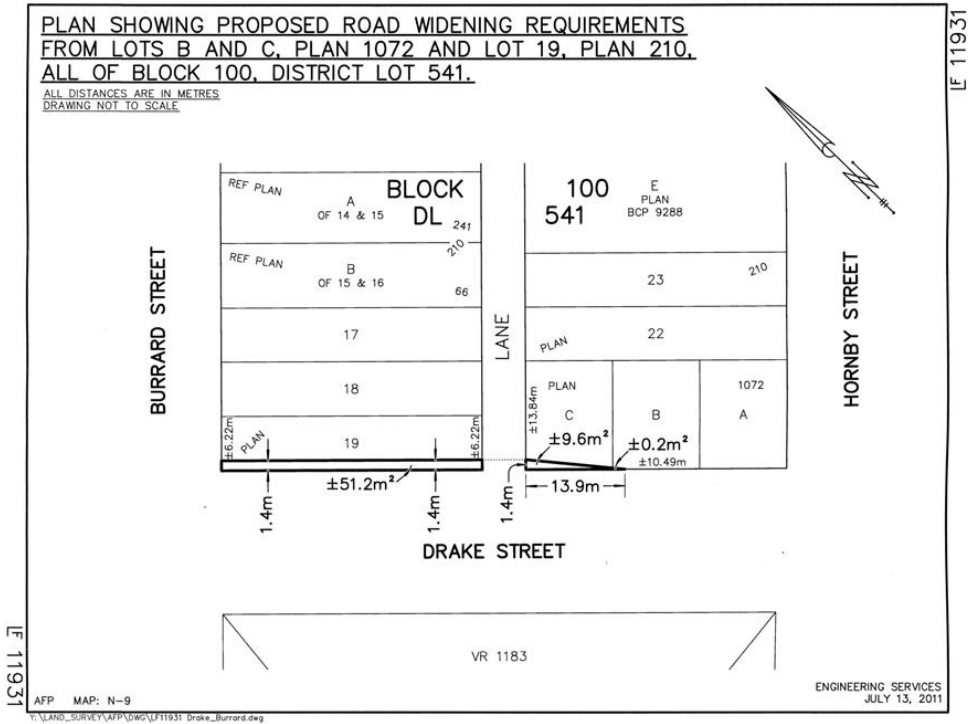 PLAN SHOWING PROPOSED ROAD WIDENING REQUIREMENTS
FROM LOTS B AND C, PLAN 1072 AND LOT 19, PLAN 210,
ALL OF BLOCK 100, DISTRICT LOT 541.
ALL DISTANCES ARE IN METRES
DRAWING NOT TO SCALE
LF 11931
REF PLAN
A
OF 14 & 15
BLOCK
DL
241
210
REF PLAN
B
OF 15 & 16
66
17
18
±6.22m
PLAN
19
±6.22m
BURRARD STREET
LANE
100
541
E
PLAN
BCP 9288
23
210
22
PLAN
PLAN
C
B
1072
A
±13.84m
±9.6m²
±0.2m²
±10.49m
HORNBY STREET
±51.2m²
1.4m
1.4m
1.4m
13.9m
DRAKE STREET
VR 1183
LF 11931
AFP MAP: N-9
ENGINEERING SERVICES
JULY 13, 2011
Y:\LAND_SURVEY\AFP\DWG\LF11931 Drake_Burrard.dwg